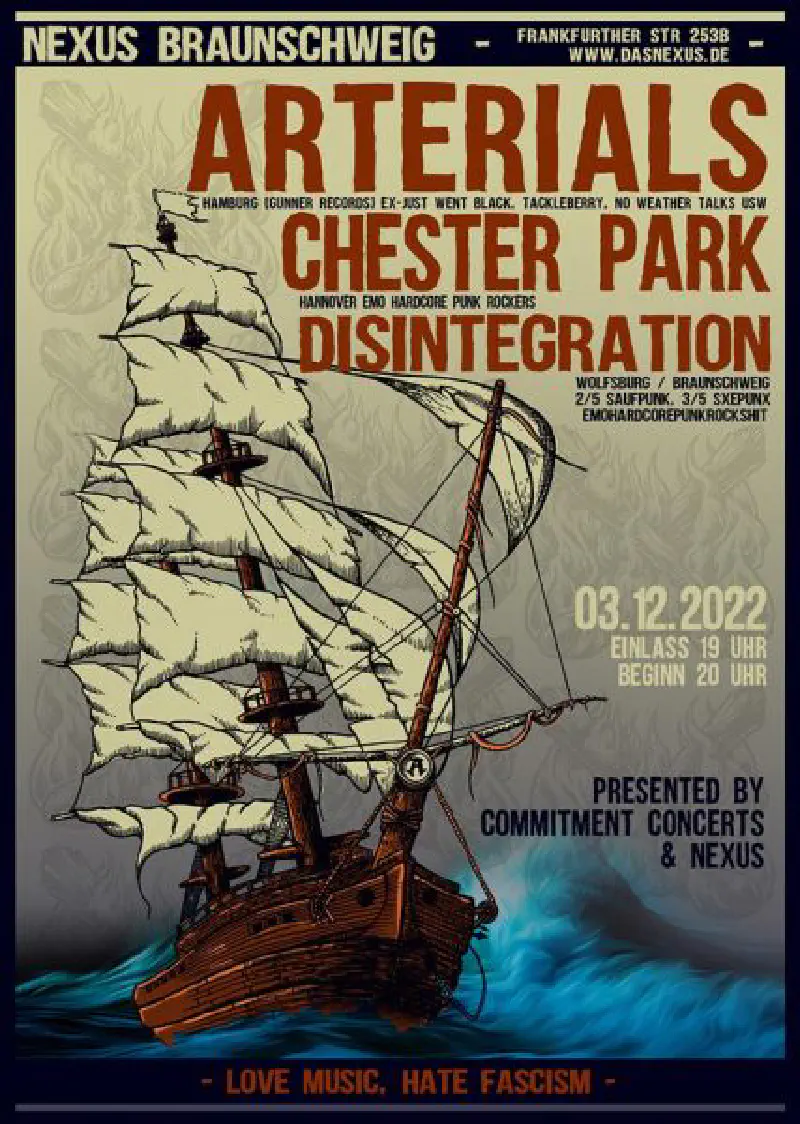 NEXUS BRAUNSCHWEIG - FRANKFURTHER STR 253B -
WWW.DASNEXUS.DE
ARTERIALS
HAMBURG (GUNNER RECORDS) EX-JUST WENT BLACK, TACKLEBERRY, NO WEATHER TALKS USW
CHESTER PARK
HANNOVER EMO HARDCORE PUNK ROCKERS
DISINTEGRATION
WOLFSBURG / BRAUNSCHWEIG
2/5 SAUFPUNK, 3/5 SXEPUNX
EMOHARDCOREPUNKROCKSHIT
03.12.2022
EINLASS 19 UHR
BEGINN 20 UHR
A
PRESENTED BY
COMMITMENT CONCERTS
& NEXUS
- LOVE MUSIC, HATE FASCISM -